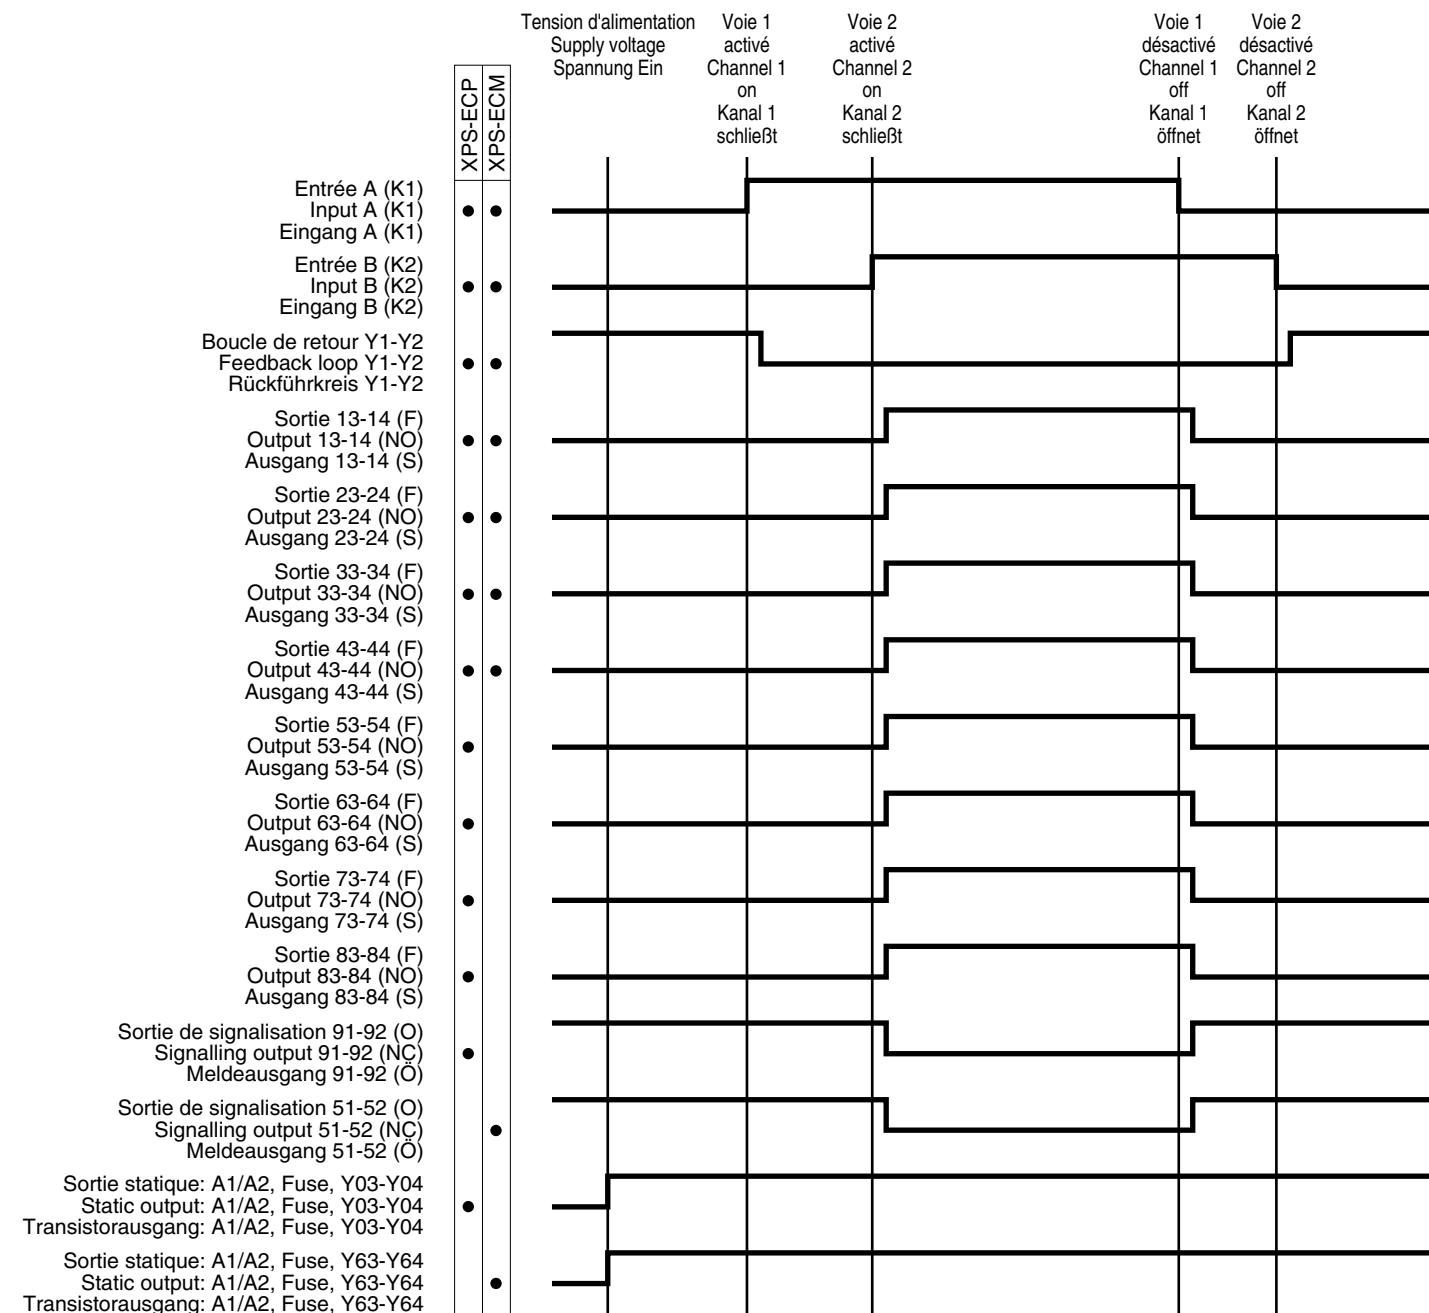 Tension d'alimentation
Supply voltage
Spannung Ein
Voie 1
activé
Channel 1
on
Kanal 1
schließt
Voie 2
activé
Channel 2
on
Kanal 2
schließt
Voie 1
désactivé
Channel 1
off
Kanal 1
öffnet
Voie 2
désactivé
Channel 2
off
Kanal 2
öffnet
XPS-ECP
XPS-ECM
Entrée A (K1)
Input A (K1)
Eingang A (K1)
Entrée B (K2)
Input B (K2)
Eingang B (K2)
Boucle de retour Y1-Y2
Feedback loop Y1-Y2
Rückführkreis Y1-Y2
Sortie 13-14 (F)
Output 13-14 (NO)
Ausgang 13-14 (S)
Sortie 23-24 (F)
Output 23-24 (NO)
Ausgang 23-24 (S)
Sortie 33-34 (F)
Output 33-34 (NO)
Ausgang 33-34 (S)
Sortie 43-44 (F)
Output 43-44 (NO)
Ausgang 43-44 (S)
Sortie 53-54 (F)
Output 53-54 (NO)
Ausgang 53-54 (S)
Sortie 63-64 (F)
Output 63-64 (NO)
Ausgang 63-64 (S)
Sortie 73-74 (F)
Output 73-74 (NO)
Ausgang 73-74 (S)
Sortie 83-84 (F)
Output 83-84 (NO)
Ausgang 83-84 (S)
Sortie de signalisation 91-92 (O)
Signalling output 91-92 (NC)
Meldeausgang 91-92 (Ö)
Sortie de signalisation 51-52 (O)
Signalling output 51-52 (NC)
Meldeausgang 51-52 (Ö)
Sortie statique: A1/A2, Fuse, Y03-Y04
Static output: A1/A2, Fuse, Y03-Y04
Transistorausgang: A1/A2, Fuse, Y03-Y04
Sortie statique: A1/A2, Fuse, Y63-Y64
Static output: A1/A2, Fuse, Y63-Y64
Transistorausgang: A1/A2, Fuse, Y63-Y64